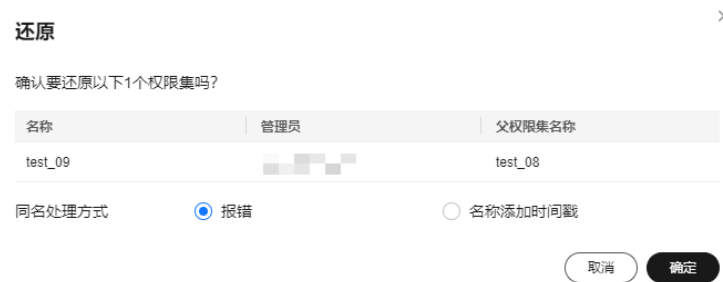 还原
确认要还原以下1个权限集吗?
名称 管理员 父权限集名称
test_09 test_08
同名处理方式 报错 名称添加时间戳
取消 确定